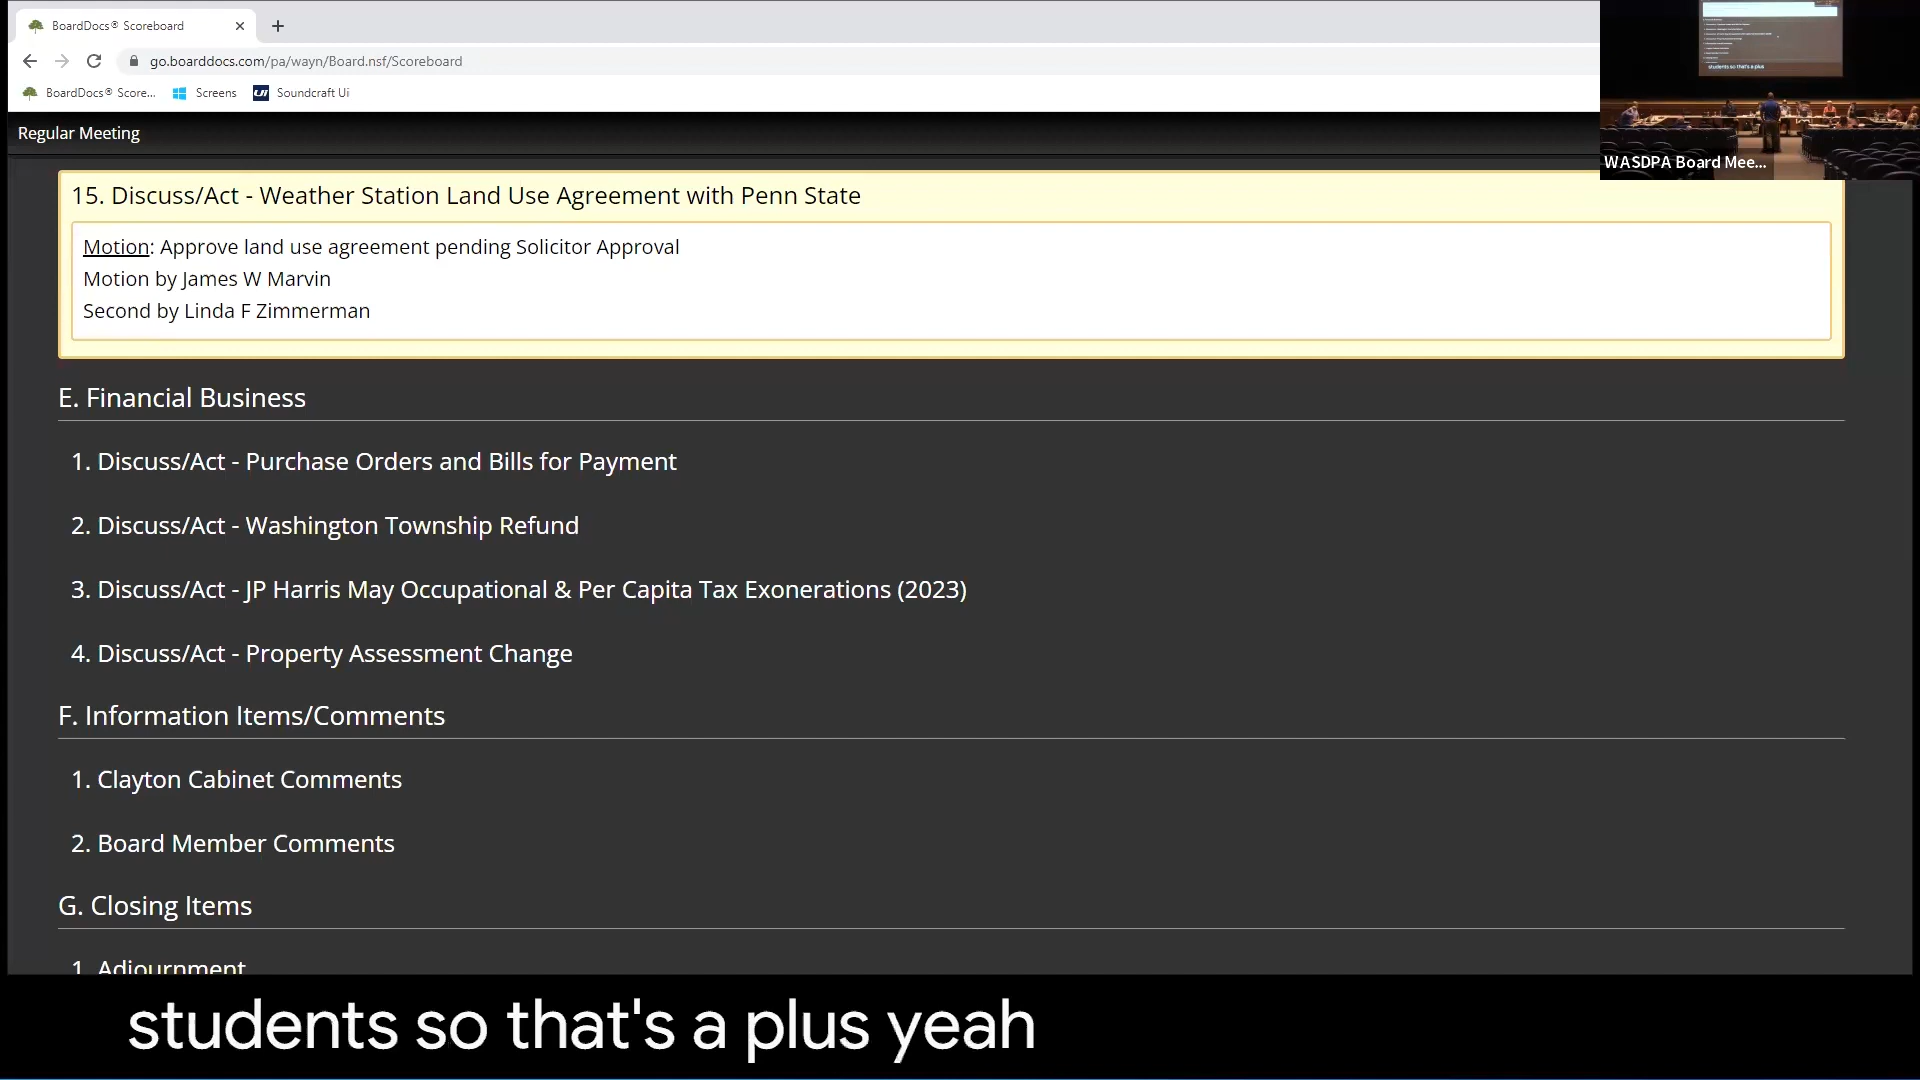 BoardDocs® Scoreboard
go.boarddocs.com/pa/wayn/Board.nsf/Scoreboard
BoardDocs® Score... Screens Soundcraft Ui
Regular Meeting
students so that's a plus
WASDPA Board Mee...
15. Discuss/Act - Weather Station Land Use Agreement with Penn State
Motion: Approve land use agreement pending Solicitor Approval
Motion by James W Marvin
Second by Linda F Zimmerman
E. Financial Business
1. Discuss/Act - Purchase Orders and Bills for Payment
2. Discuss/Act - Washington Township Refund
3. Discuss/Act - JP Harris May Occupational & Per Capita Tax Exonerations (2023)
4. Discuss/Act - Property Assessment Change
F. Information Items/Comments
1. Clayton Cabinet Comments
2. Board Member Comments
G. Closing Items
1. Adjournment
students so that's a plus yeah